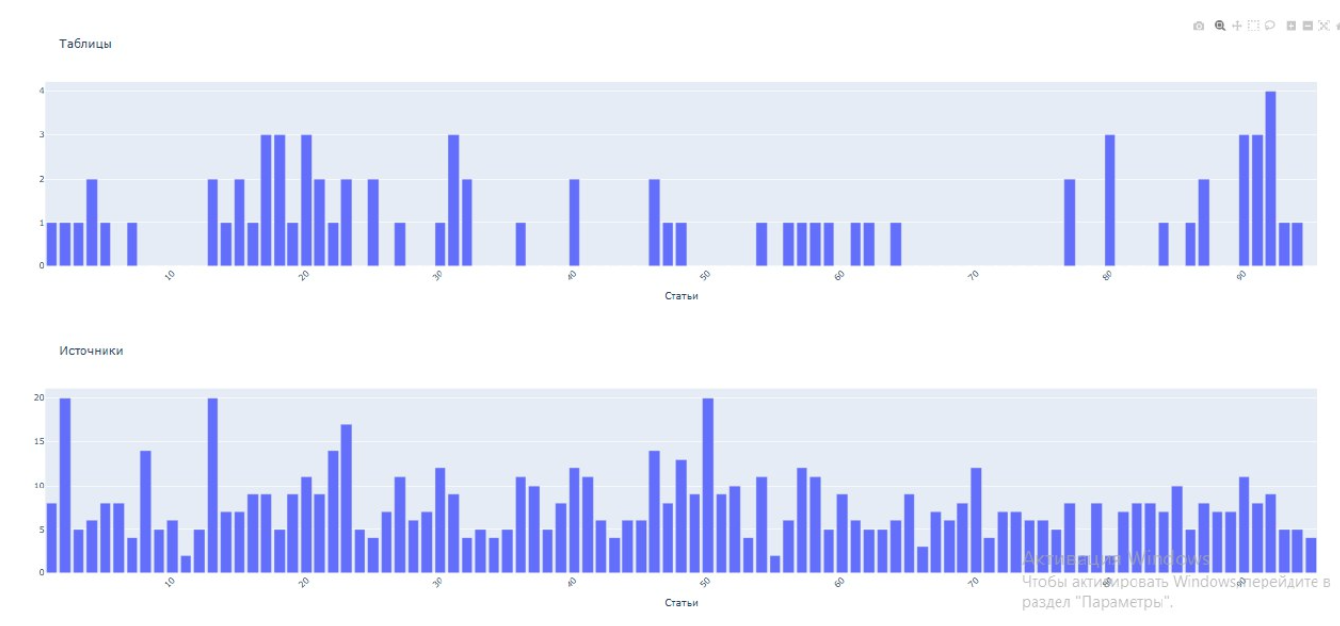 Таблицы
4
3
2
1
0
10 20 30 40 50 60 70 80 90
Статьи
Источники
20
15
10
5
0
10 20 30 40 50 60 70 80 90
Статьи
Активация Windows
Чтобы активировать Windows, перейдите в
раздел "Параметры".